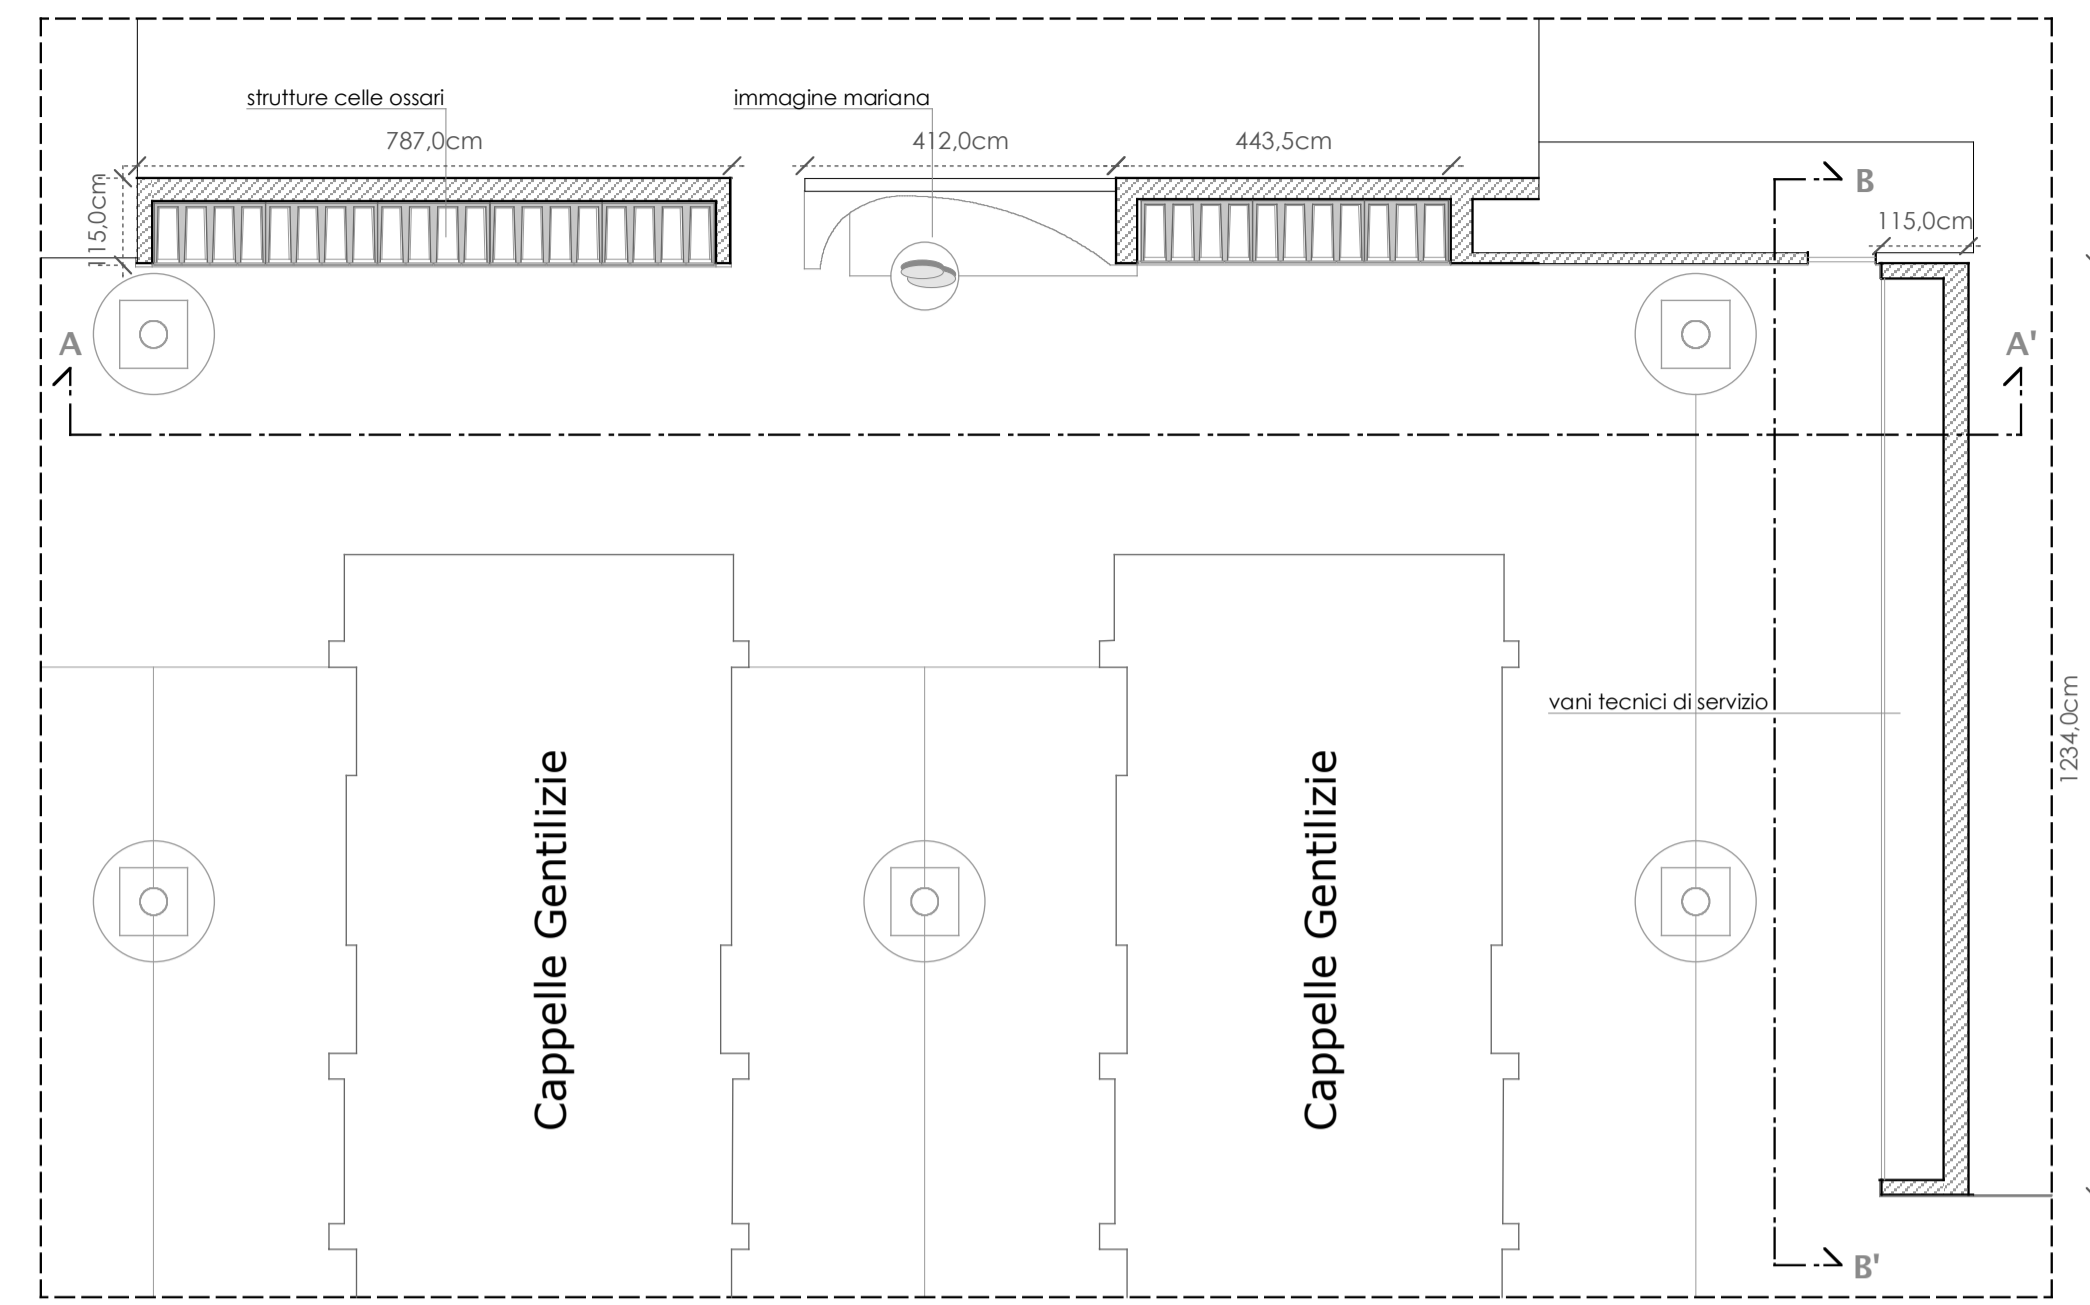 strutture celle ossari
immagine mariana
787,0cm
412,0cm
443,5cm
115,0cm
B
115,0cm
A
A'
vani tecnici di servizio
1234,0cm
Cappelle Gentilizie
Cappelle Gentilizie
B'